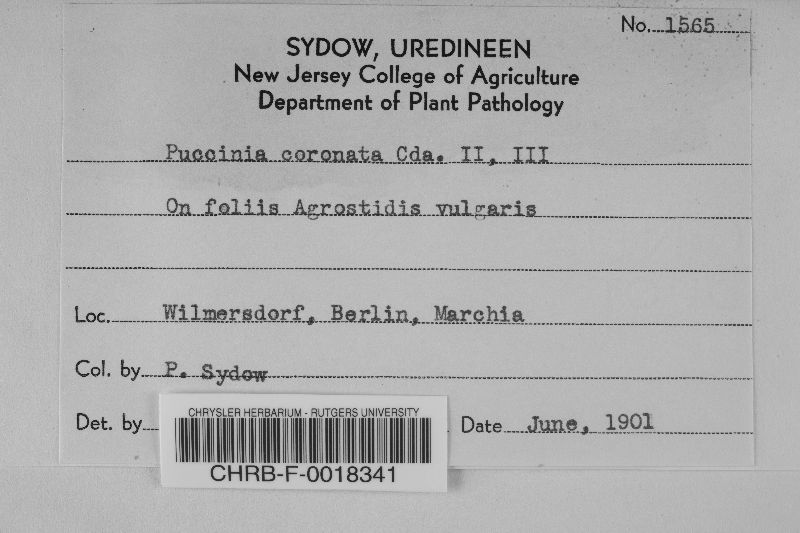 No. 1565
SYDOW, UREDINEEN
New Jersey College of Agriculture
Department of Plant Pathology
Puccinia coronata Cda. II, III
On foliis Agrostidis vulgaris
Loc. Wilmersdorf, Berlin, Marchia
Col. by P. Sydow
Det. by Date June, 1901
CHRYSLER HERBARIUM - RUTGERS UNIVERSITY
CHRB-F-0018341